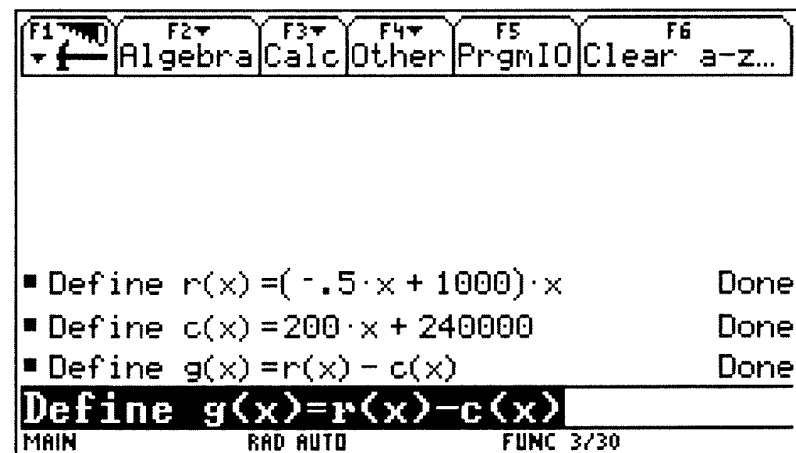 F1 F2 F3 F4 F5 F6
Algebra Calc Other PrgmIO Clear a-z…
▪ Define r(x)=(⁻.5·x + 1000)·x Done
▪ Define c(x)=200·x + 240000 Done
▪ Define g(x)=r(x) − c(x) Done
Define g(x)=r(x)-c(x)
MAIN RAD AUTO FUNC 3/30